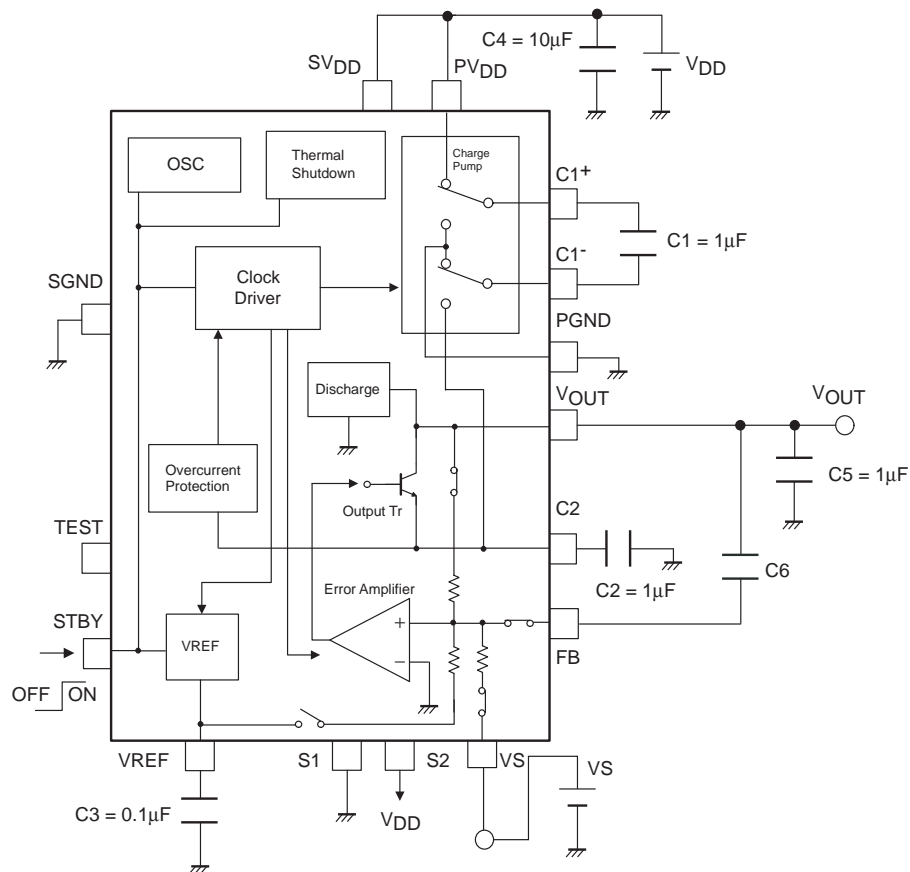 C4 = 10μF
SVDD
PVDD
VDD
OSC
Thermal
Shutdown
Charge
Pump
C1+
C1 = 1μF
C1-
SGND
Clock
Driver
PGND
Discharge
VOUT
VOUT
Overcurrent
Protection
Output Tr
C5 = 1μF
C2
TEST
C2 = 1μF
C6
Error Amplifier
STBY
VREF
+
−
FB
OFF
ON
VREF
S1
S2
VS
VS
C3 = 0.1μF
VDD